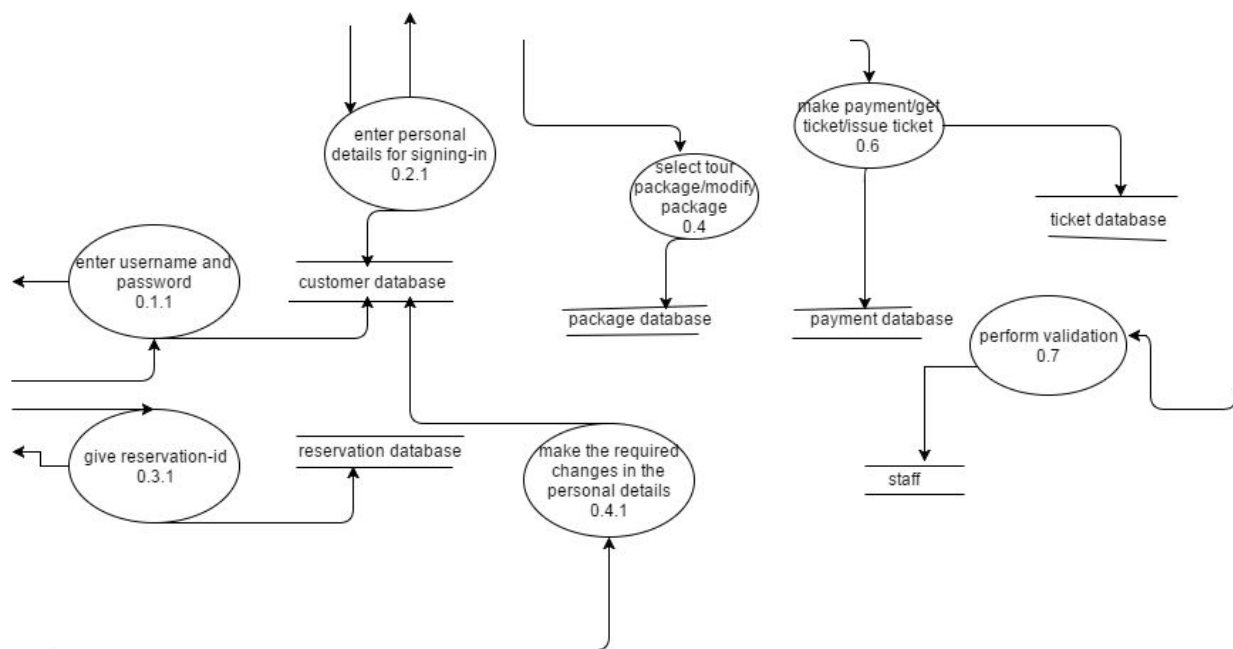 enter personal
details for signing-in
0.2.1
make payment/get
ticket/issue ticket
0.6
select tour
package/modify
package
0.4
ticket database
enter username and
password
0.1.1
customer database
package database
payment database
perform validation
0.7
give reservation-id
0.3.1
reservation database
make the required
changes in the
personal details
0.4.1
staff